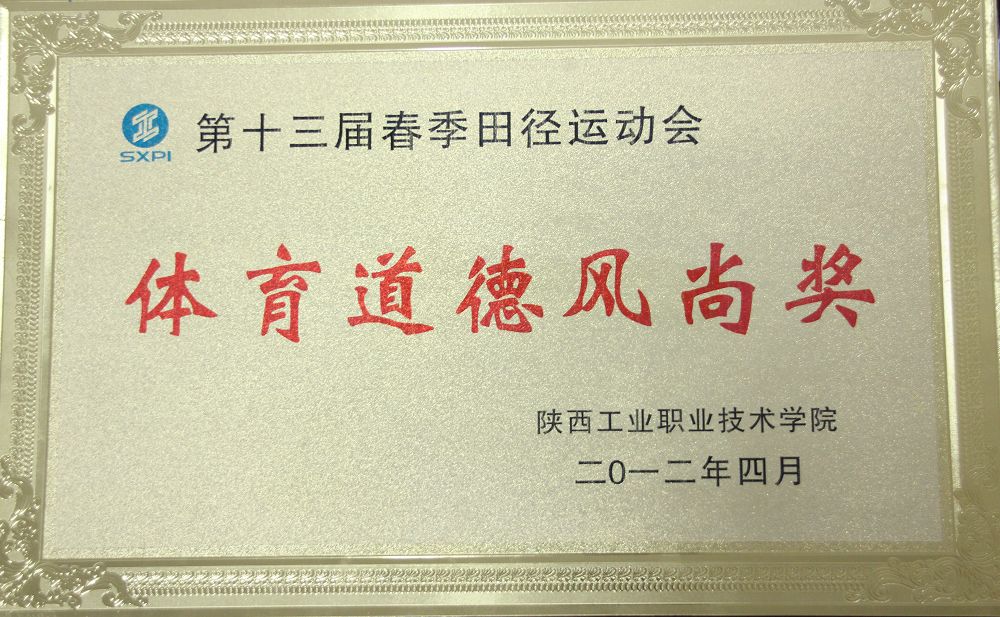 SXPI
第十三届春季田径运动会
体育道德风尚奖
陕西工业职业技术学院
二0一二年四月